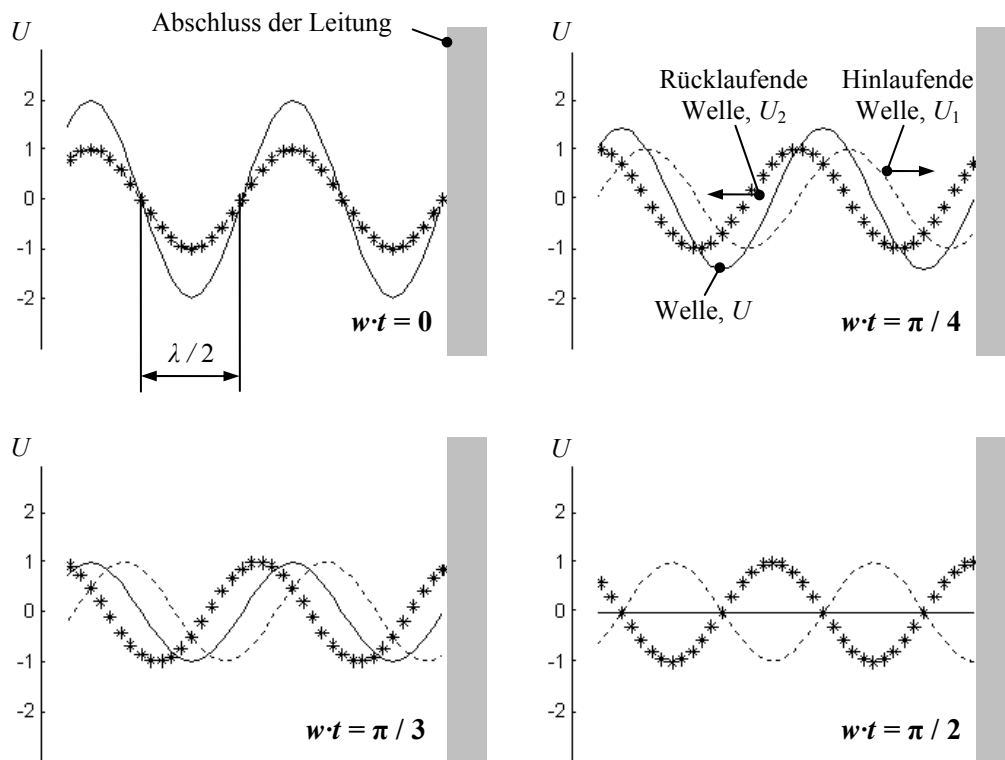 Abschluss der Leitung
U
2
1
0
-1
-2
w·t = 0
λ / 2
U
Rücklaufende
Welle, U₂
Hinlaufende
Welle, U₁
2
1
0
-1
-2
Welle, U
w·t = π / 4
U
2
1
0
-1
-2
w·t = π / 3
U
2
1
0
-1
-2
w·t = π / 2